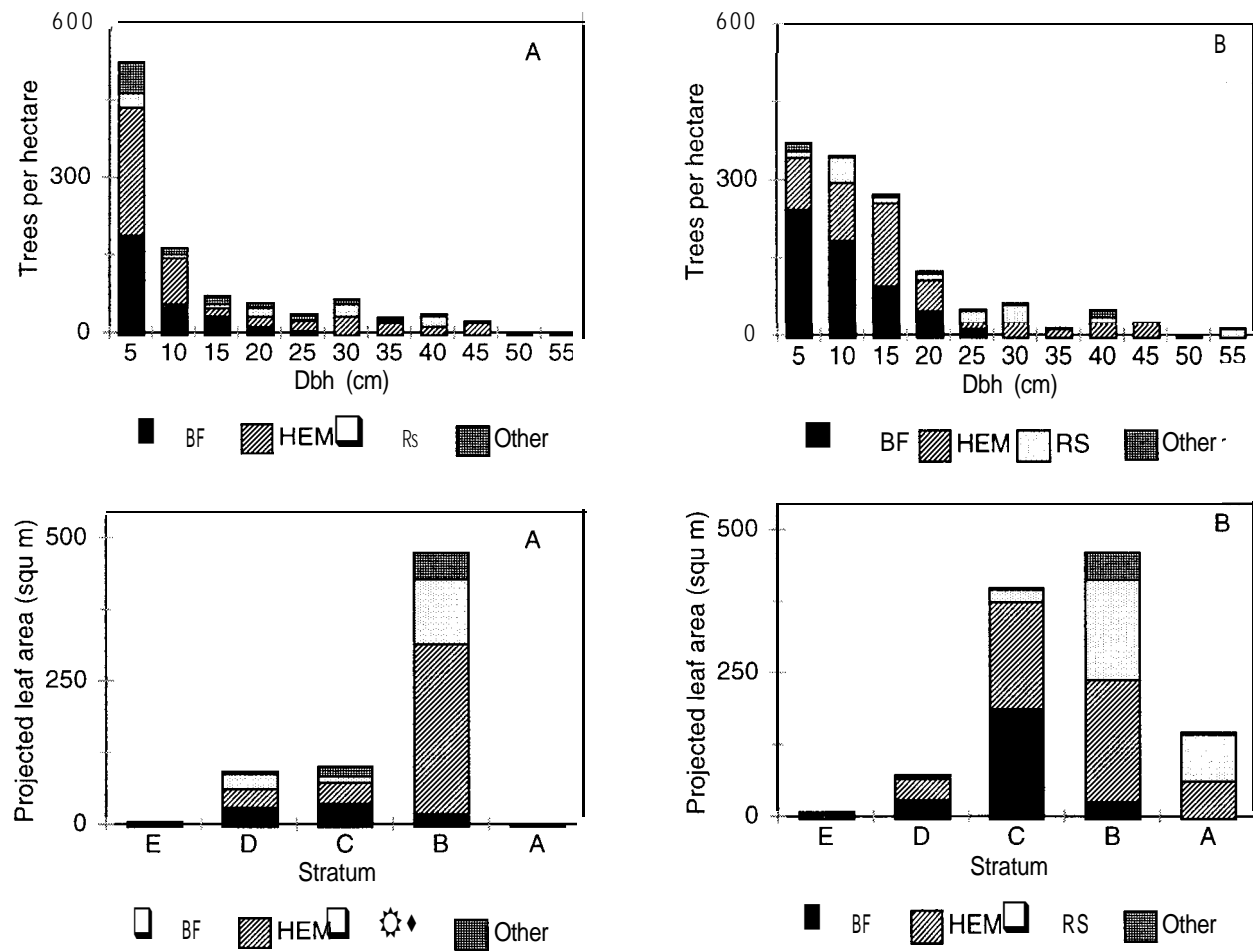 600
A
Trees per hectare
300
0
5 10 15 20 25 30 35 40 45 50 55
Dbh (cm)
BF HEM Rs Other
600
B
Trees per hectare
300
0
5 10 15 20 25 30 35 40 45 50 55
Dbh (cm)
BF HEM RS Other
500
A
Projected leaf area (squ m)
250
0
E D C B A
Stratum
BF HEM Other
500
B
Projected leaf area (squ m)
250
0
E D C B A
Stratum
BF HEM RS Other